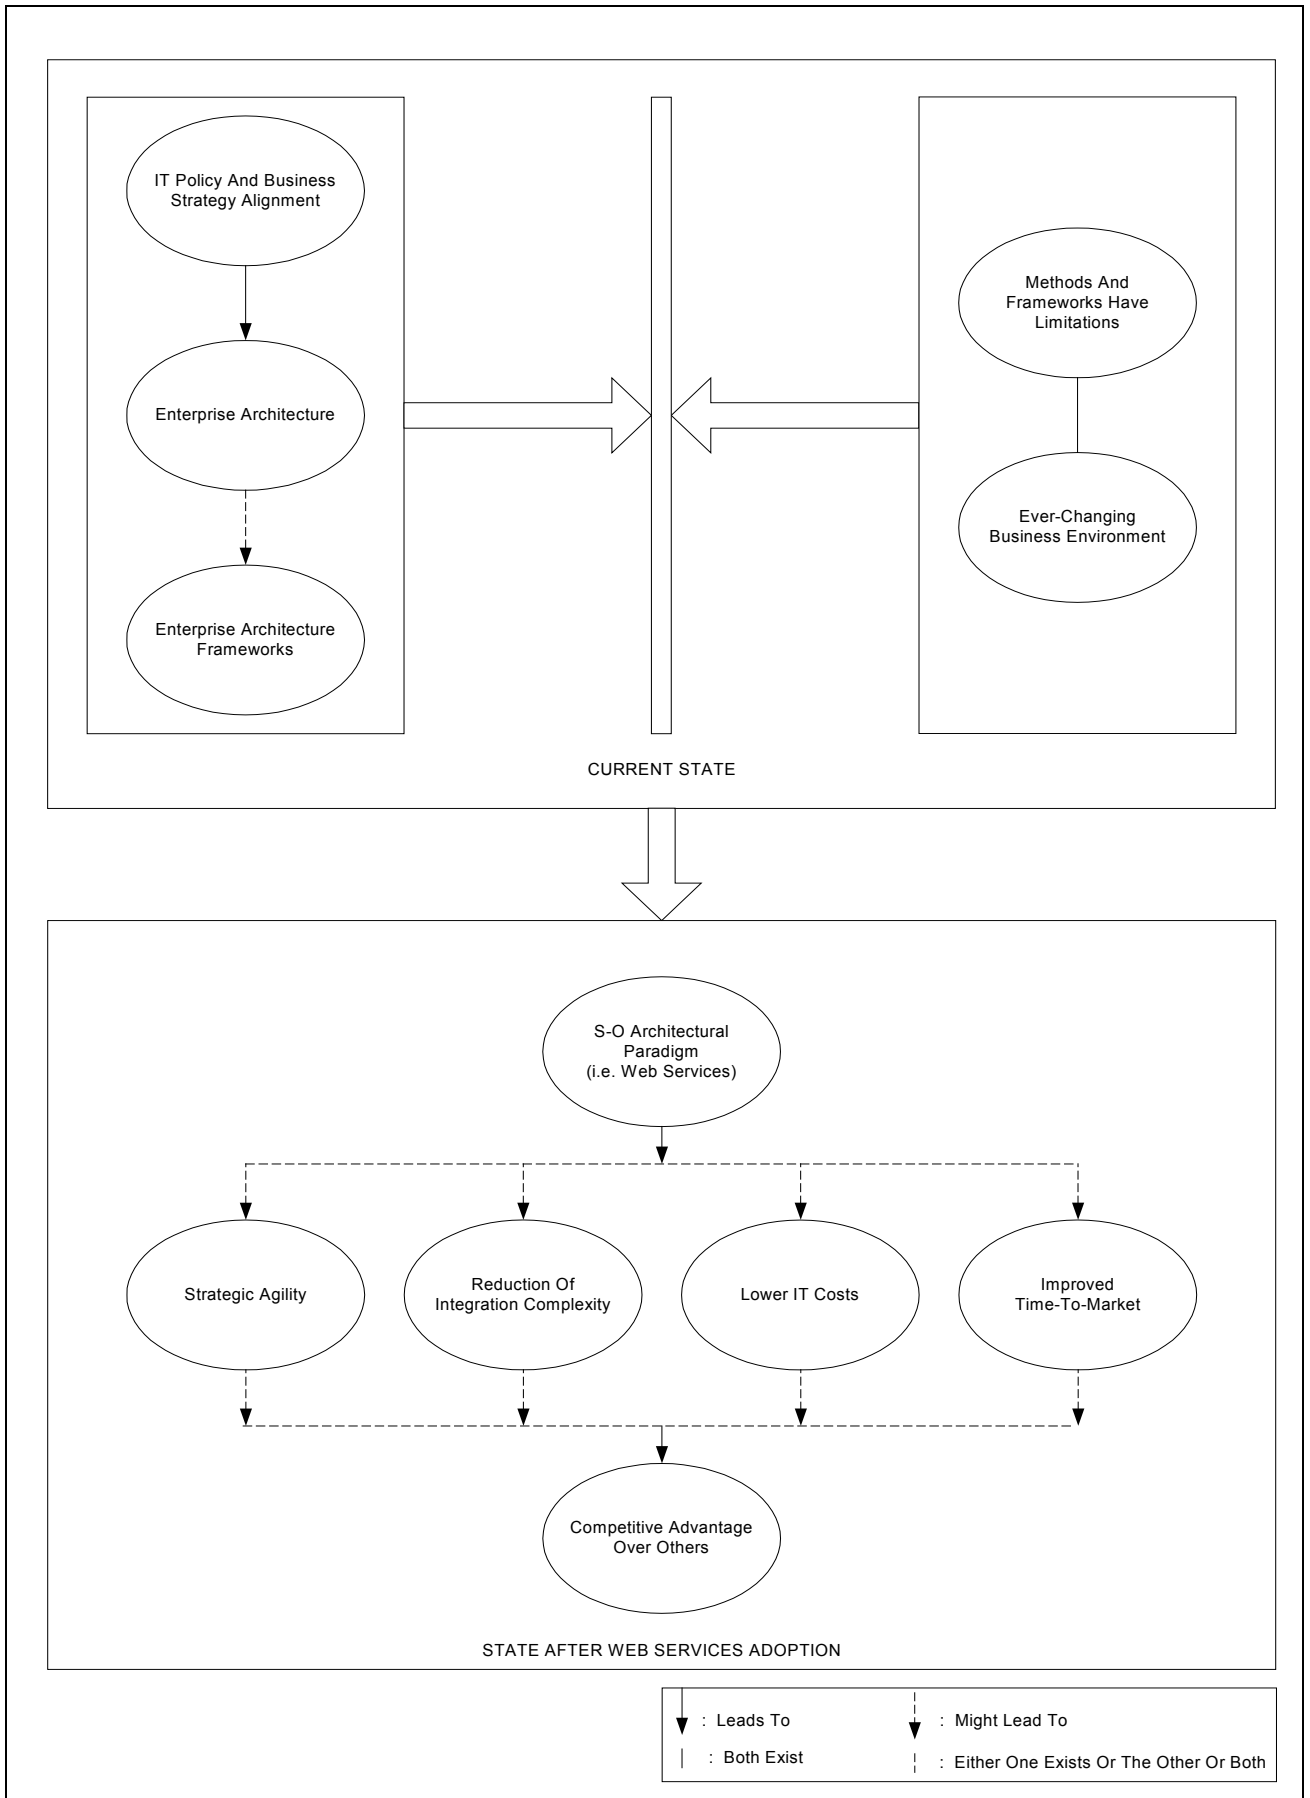 IT Policy And Business
Strategy Alignment
Enterprise Architecture
Enterprise Architecture
Frameworks
Methods And
Frameworks Have
Limitations
Ever-Changing
Business Environment
CURRENT STATE
S-O Architectural
Paradigm
(i.e. Web Services)
Strategic Agility
Reduction Of
Integration Complexity
Lower IT Costs
Improved
Time-To-Market
Competitive Advantage
Over Others
STATE AFTER WEB SERVICES ADOPTION
: Leads To
: Might Lead To
: Both Exist
: Either One Exists Or The Other Or Both